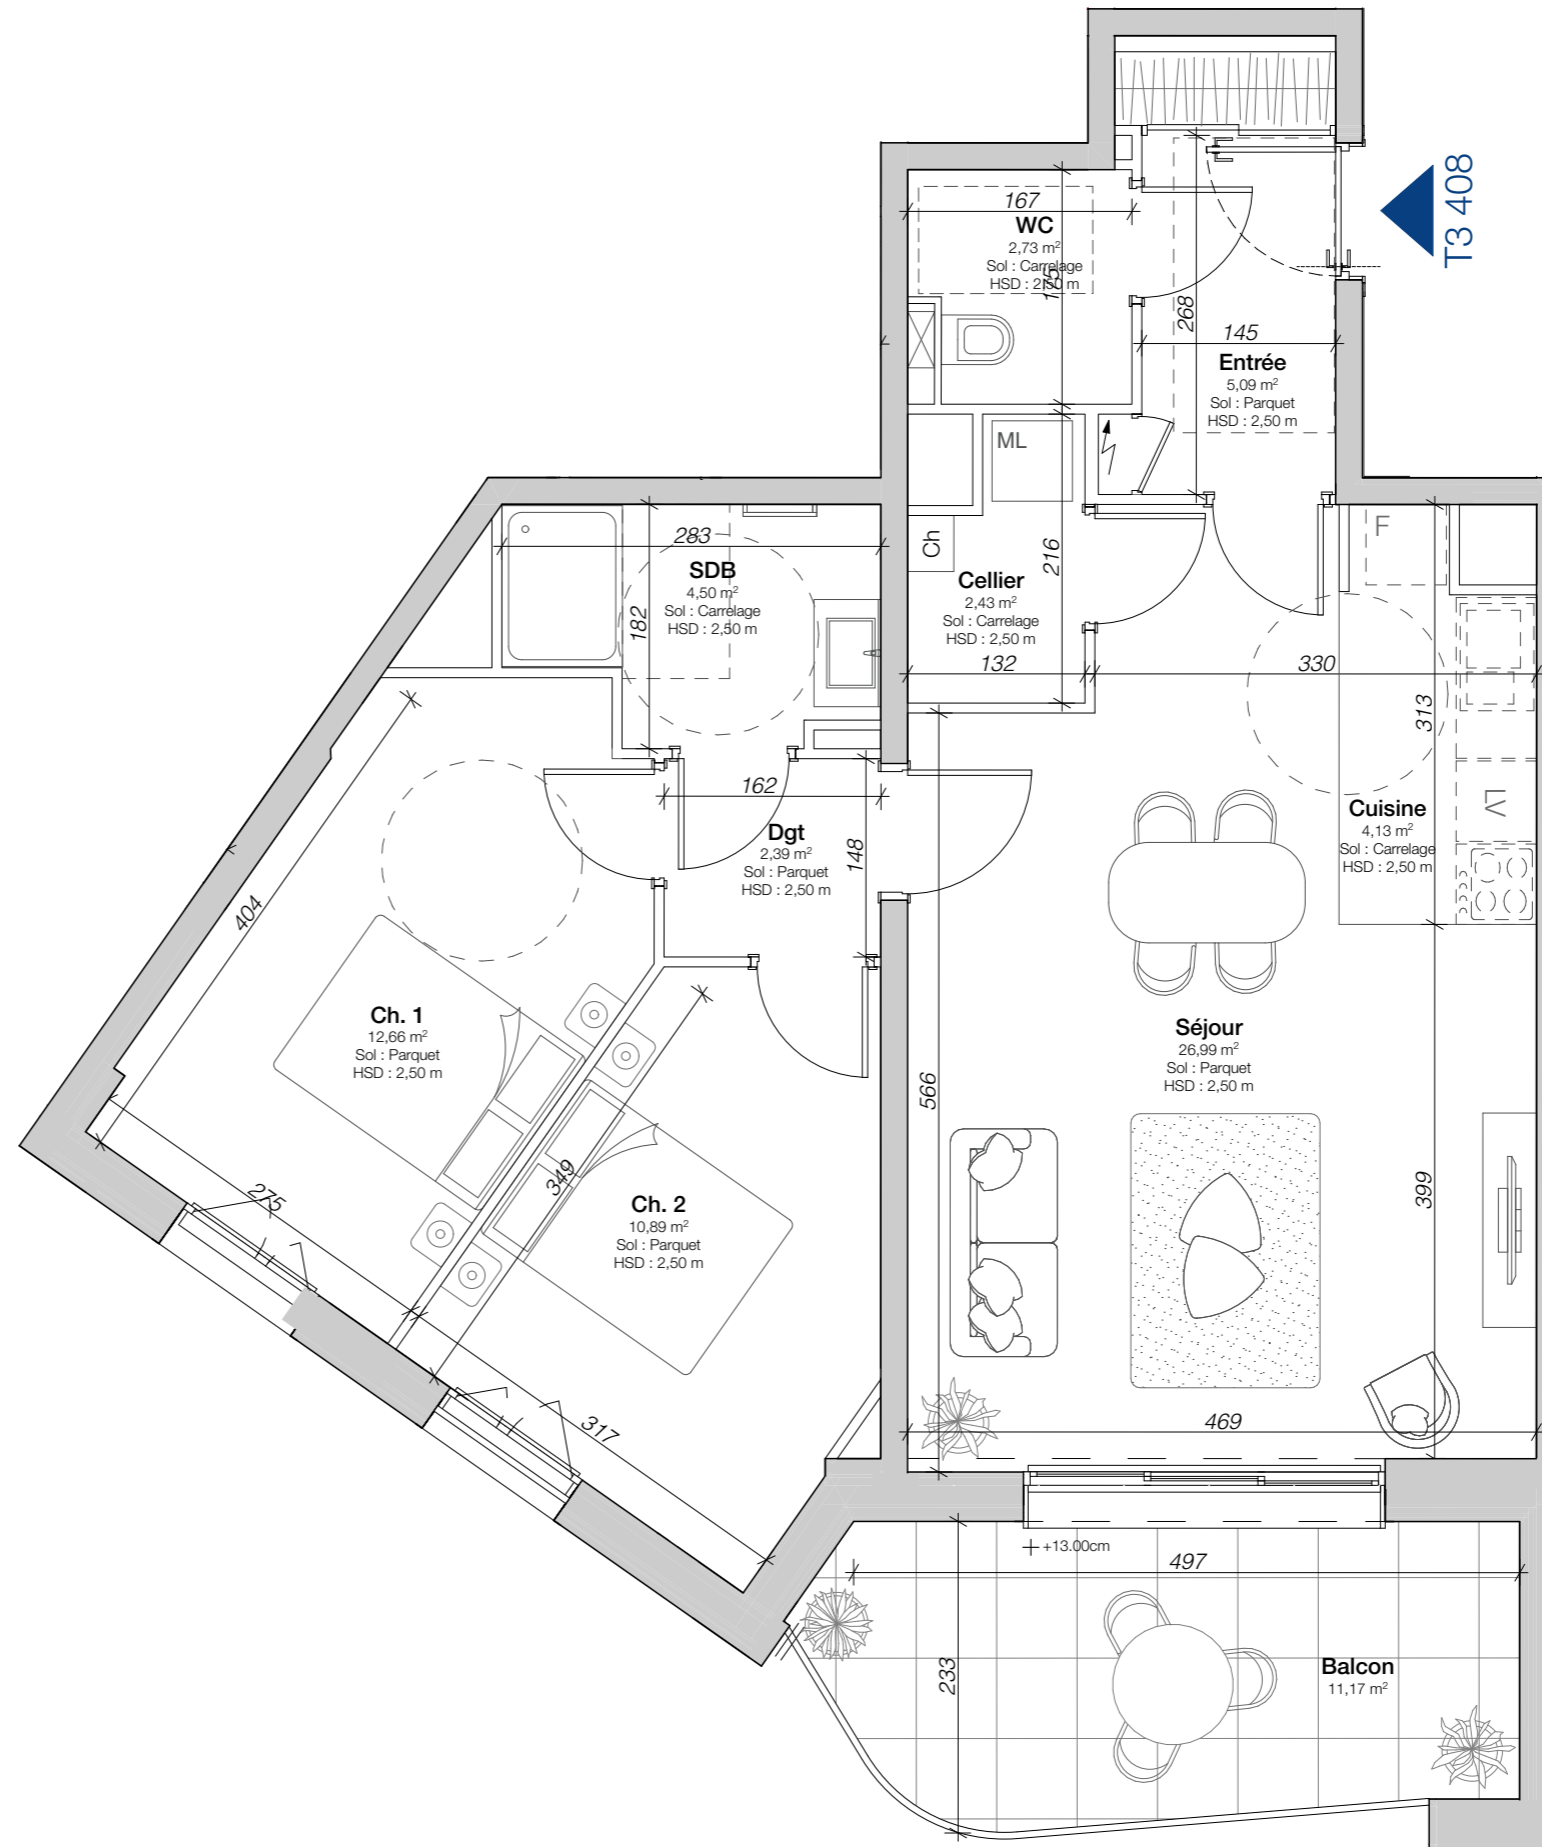 T3 408
167
WC
2,73 m²
Sol : Carrelage
HSD : 2,50 m
175
268
145
Entrée
5,09 m²
Sol : Parquet
HSD : 2,50 m
ML
Ch
216
F
283
SDB
4,50 m²
Sol : Carrelage
HSD : 2,50 m
182
Cellier
2,43 m²
Sol : Carrelage
HSD : 2,50 m
132
330
313
162
Dgt
2,39 m²
Sol : Parquet
HSD : 2,50 m
148
LV
Cuisine
4,13 m²
Sol : Carrelage
HSD : 2,50 m
404
Ch. 1
12,66 m²
Sol : Parquet
HSD : 2,50 m
Séjour
26,99 m²
Sol : Parquet
HSD : 2,50 m
566
399
275
349
Ch. 2
10,89 m²
Sol : Parquet
HSD : 2,50 m
317
469
+13.00cm
497
233
Balcon
11,17 m²